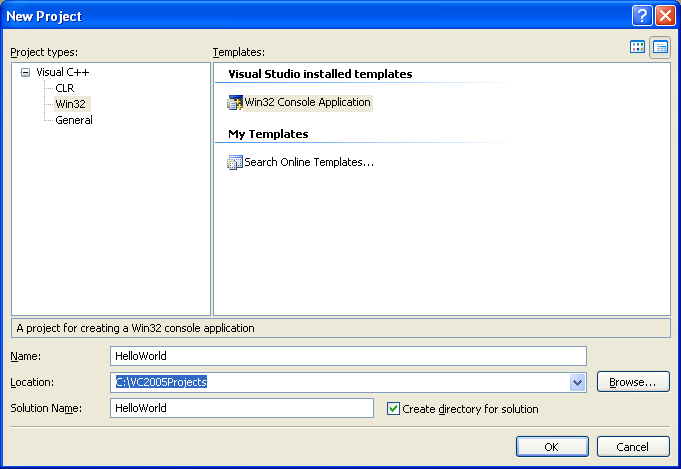 New Project
Project types:
Templates:
Visual C++
CLR
Win32
General
Visual Studio installed templates
Win32 Console Application
My Templates
Search Online Templates...
A project for creating a Win32 console application
Name:
HelloWorld
Location:
C:\VC2005Projects
Browse...
Solution Name:
HelloWorld
Create directory for solution
OK
Cancel